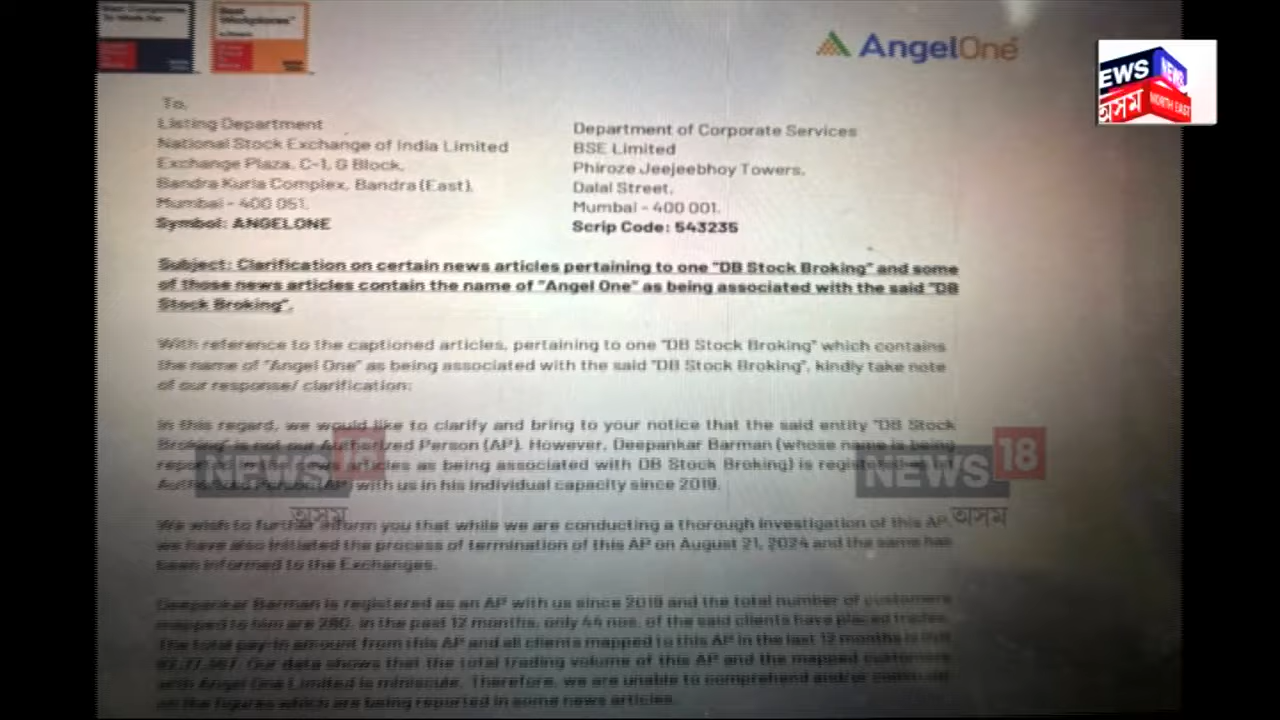 Best Workplaces
AngelOne
EWS NEWS
অসম NORTH EAST
To,
Listing Department
National Stock Exchange of India Limited
Exchange Plaza, C-1, G Block,
Bandra Kurla Complex, Bandra (East),
Mumbai - 400 051.
Symbol: ANGELONE
Department of Corporate Services
BSE Limited
Phiroze Jeejeebhoy Towers,
Dalal Street,
Mumbai - 400 001.
Scrip Code: 543235
Subject: Clarification on certain news articles pertaining to one "DB Stock Broking" and some
of those news articles contain the name of "Angel One" as being associated with the said "DB
Stock Broking".
With reference to the captioned articles, pertaining to one "DB Stock Broking" which contains
the name of "Angel One" as being associated with the said "DB Stock Broking", kindly take note
of our response/ clarification:
In this regard, we would like to clarify and bring to your notice that the said entity "DB Stock
Broking" is not our Authorized Person (AP). However, Deepankar Barman (whose name is being
articles as being associated with DB Stock Broking) is
with us in his individual capacity since 2019.
We wish to further inform you that while we are conducting a thorough investigation of this AP,
we have also initiated the process of termination of this AP on August 21, 2024 and the same has
been informed to the Exchanges.
Deepankar Barman is registered as an AP with us since 2019 and the total number of customers
mapped to him are 280. In the past 12 months, only 44 nos. of the said clients have placed trades.
The total pay-in amount from this AP and all clients mapped to this AP in the last 12 months is
Our data shows that the total trading volume of this AP and the mapped customers
with Angel One Limited is miniscule. Therefore, we are unable to comprehend and/or
on the figures which are being reported in some news articles.
NEWS 18
অসম
NEWS 18
অসম